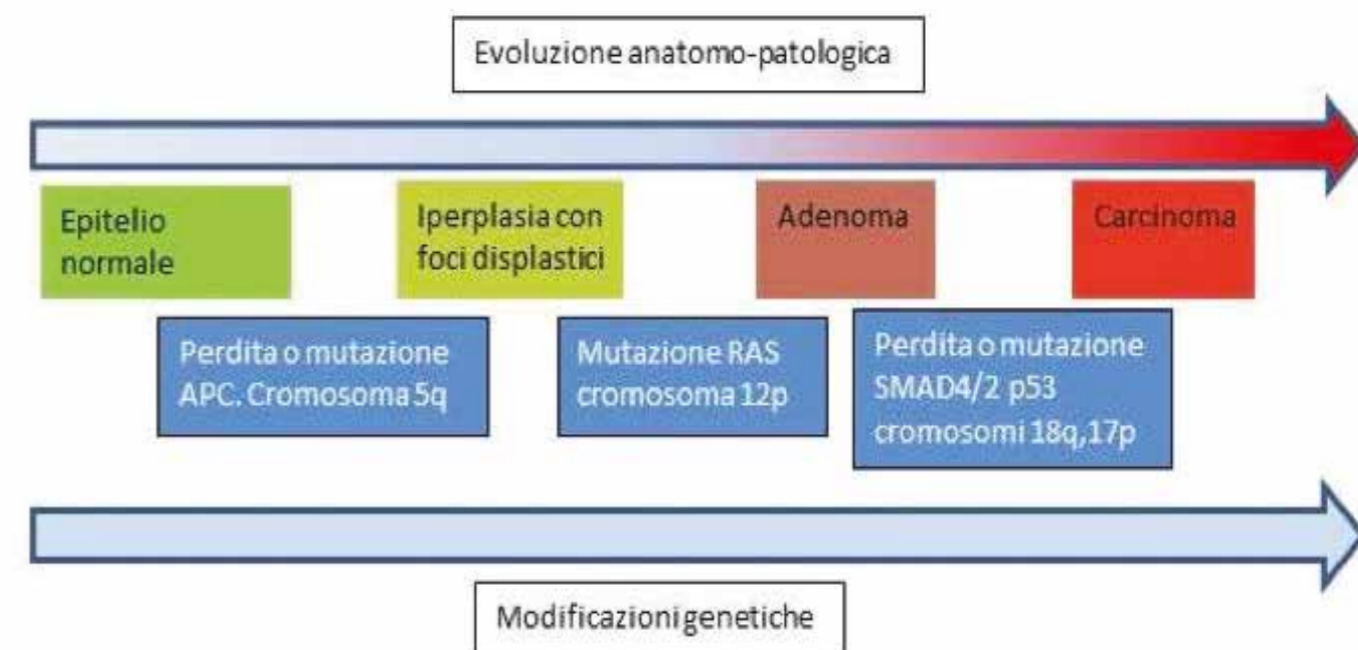 Evoluzione anatomo-patologica
Epitelio
normale
Iperplasia con
foci displastici
Adenoma
Carcinoma
Perdita o mutazione
APC. Cromosoma 5q
Mutazione RAS
cromosoma 12p
Perdita o mutazione
SMAD4/2 p53
cromosomi 18q,17p
Modificazioni genetiche